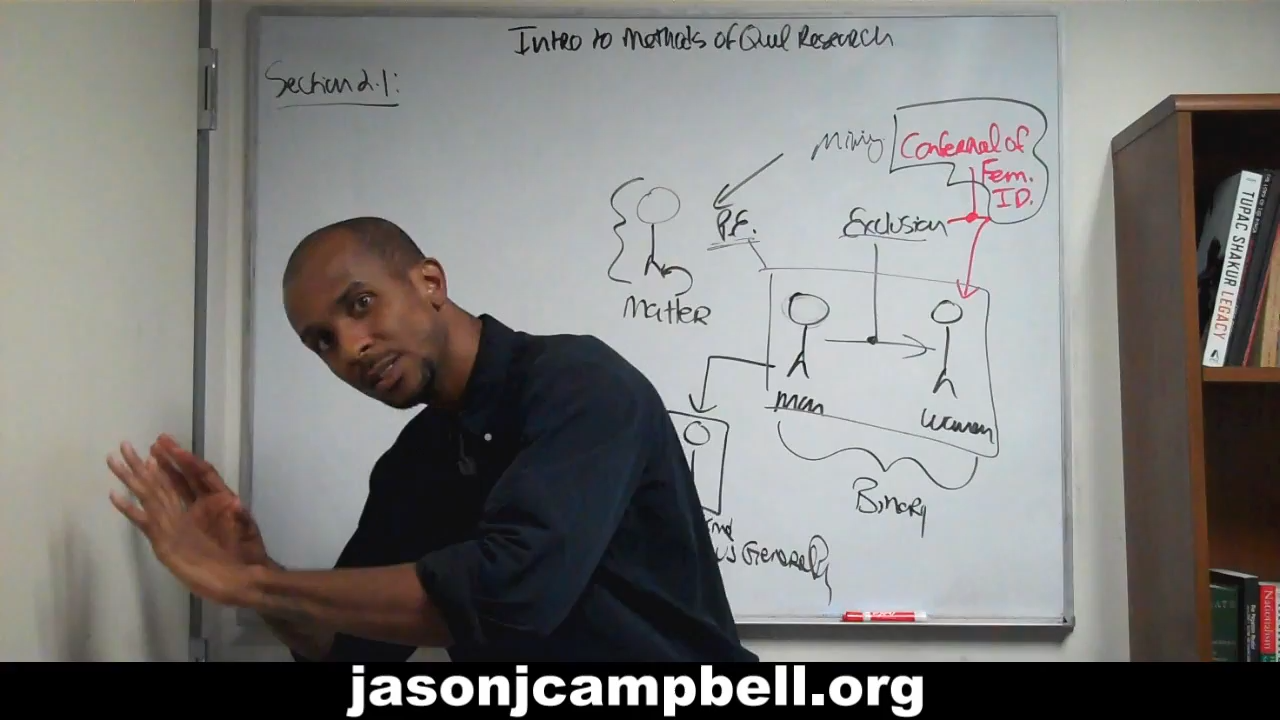 Intro to Methods of Qual Research
Section 2.1:
Conferral of
Fem.
ID.
P.F.
Exclusion
Matter
man
woman
Binary
Generally
TUPAC SHAKUR LEGACY
Nationalism
jasonjcampbell.org